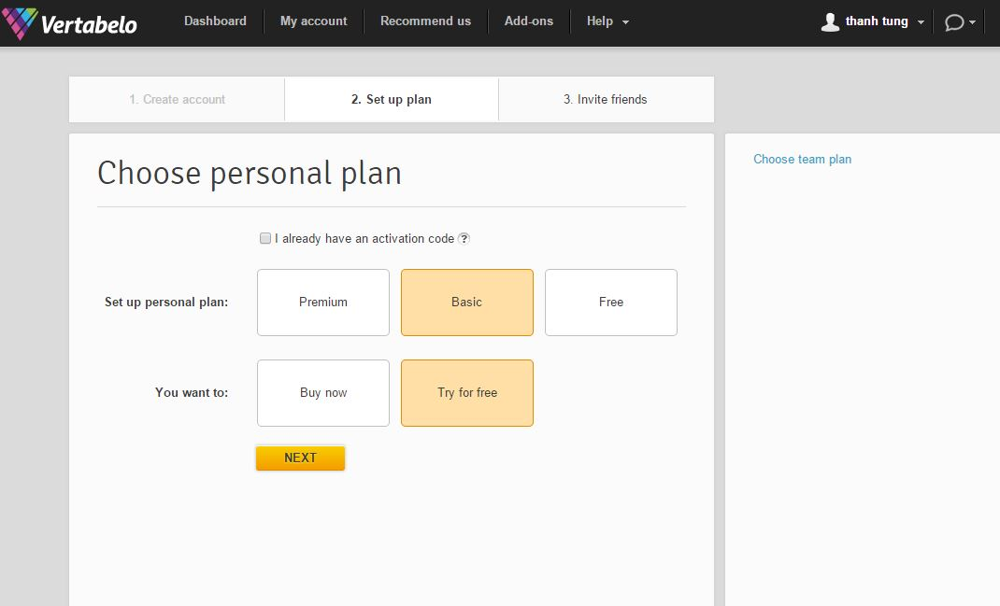 Vertabelo Dashboard My account Recommend us Add-ons Help thanh tung
1. Create account 2. Set up plan 3. Invite friends
Choose personal plan
Choose team plan
I already have an activation code ?
Set up personal plan: Premium Basic Free
You want to: Buy now Try for free
NEXT